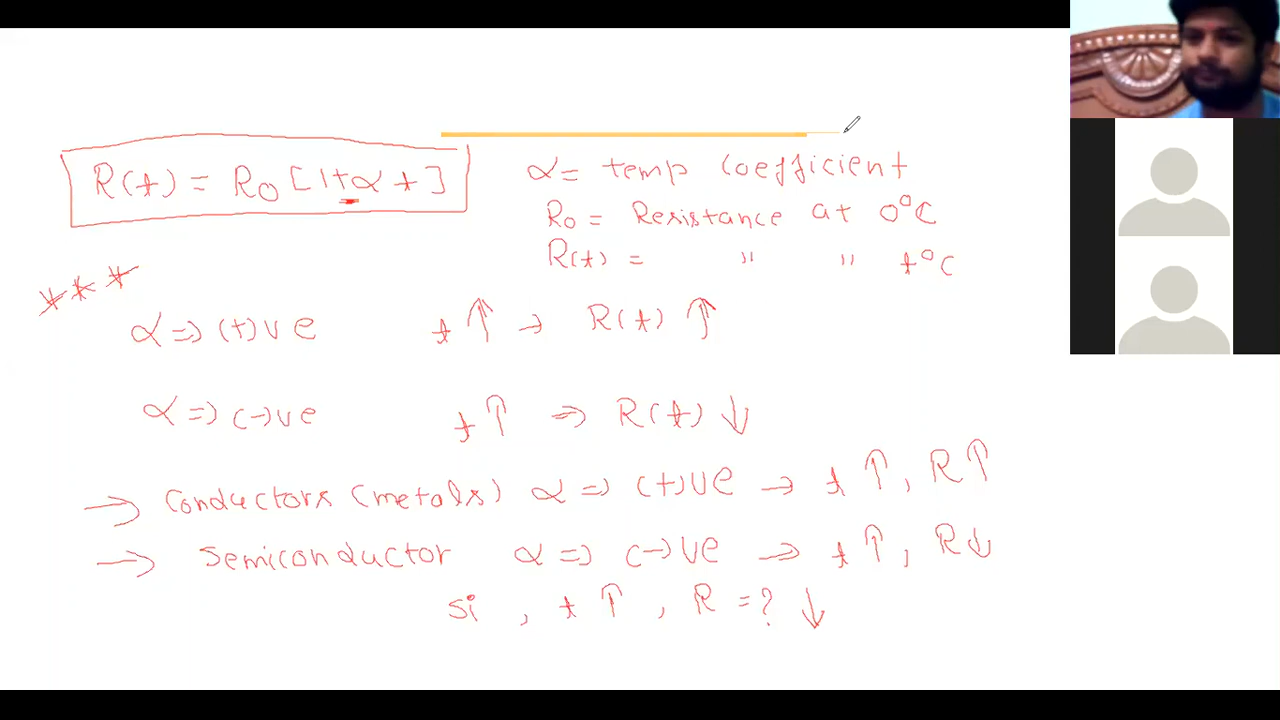 R(t) = R0 [1+α t]
α = temp coefficient
R0 = Resistance at 0°C
R(t) = " " t°C
***
α => (+)ve t ↑ → R(t) ↑
α => (-)ve t ↑ => R(t) ↓
→ Conductors (metals) α => (+)ve → t ↑, R ↑
→ Semiconductor α => (-)ve → t ↑, R ↓
si , t ↑ , R = ? ↓